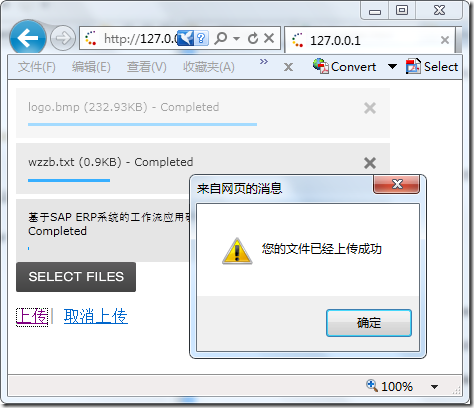 http://127.0.0
127.0.0.1
文件(F) 编辑(E) 查看(V) 收藏夹(A) » Convert Select
logo.bmp (232.93KB) - Completed
wzzb.txt (0.9KB) - Completed
基于SAP ERP系统的工作流应用
Completed
SELECT FILES
上传| 取消上传
来自网页的消息
您的文件已经上传成功
确定
100%